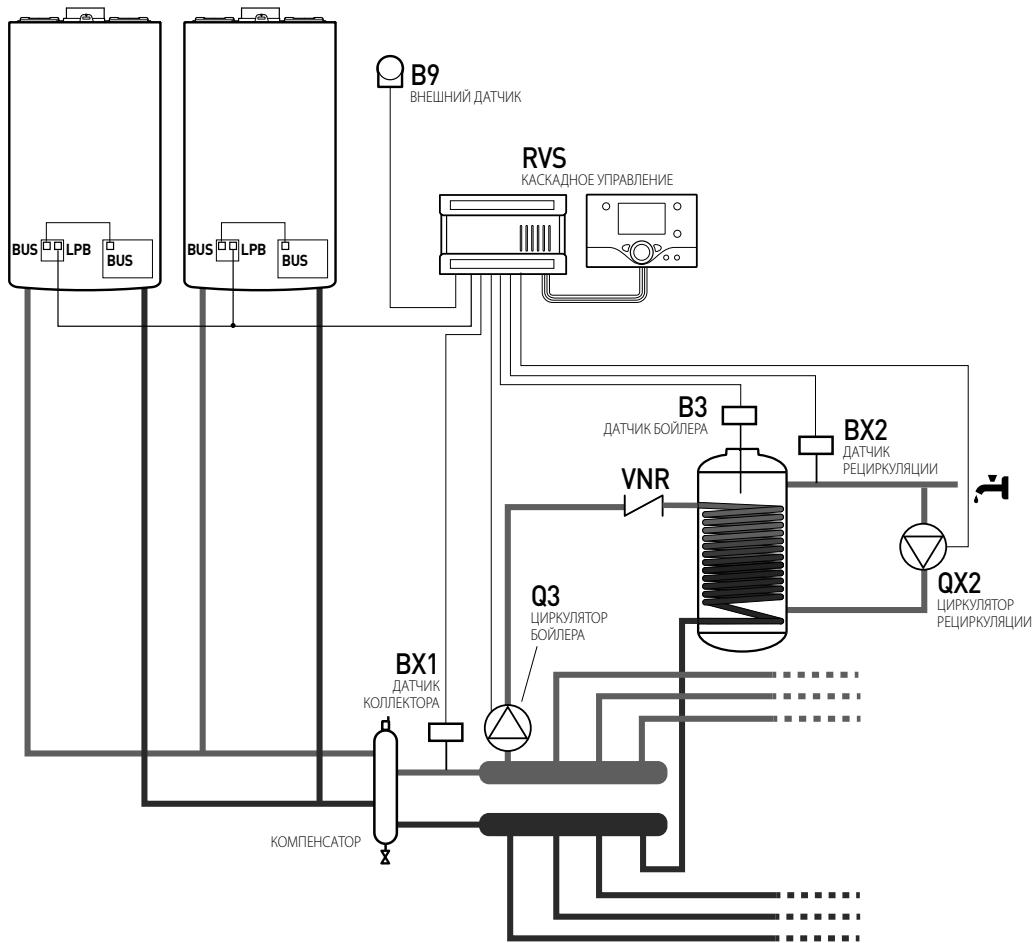 B9
ВНЕШНИЙ ДАТЧИК
RVS
КАСКАДНОЕ УПРАВЛЕНИЕ
BUS
LPB
BUS
BUS
LPB
BUS
B3
ДАТЧИК БОЙЛЕРА
BX2
ДАТЧИК
РЕЦИРКУЛЯЦИИ
VNR
Q3
ЦИРКУЛЯТОР
БОЙЛЕРА
QX2
ЦИРКУЛЯТОР
РЕЦИРКУЛЯЦИИ
BX1
ДАТЧИК
КОЛЛЕКТОРА
КОМПЕНСАТОР